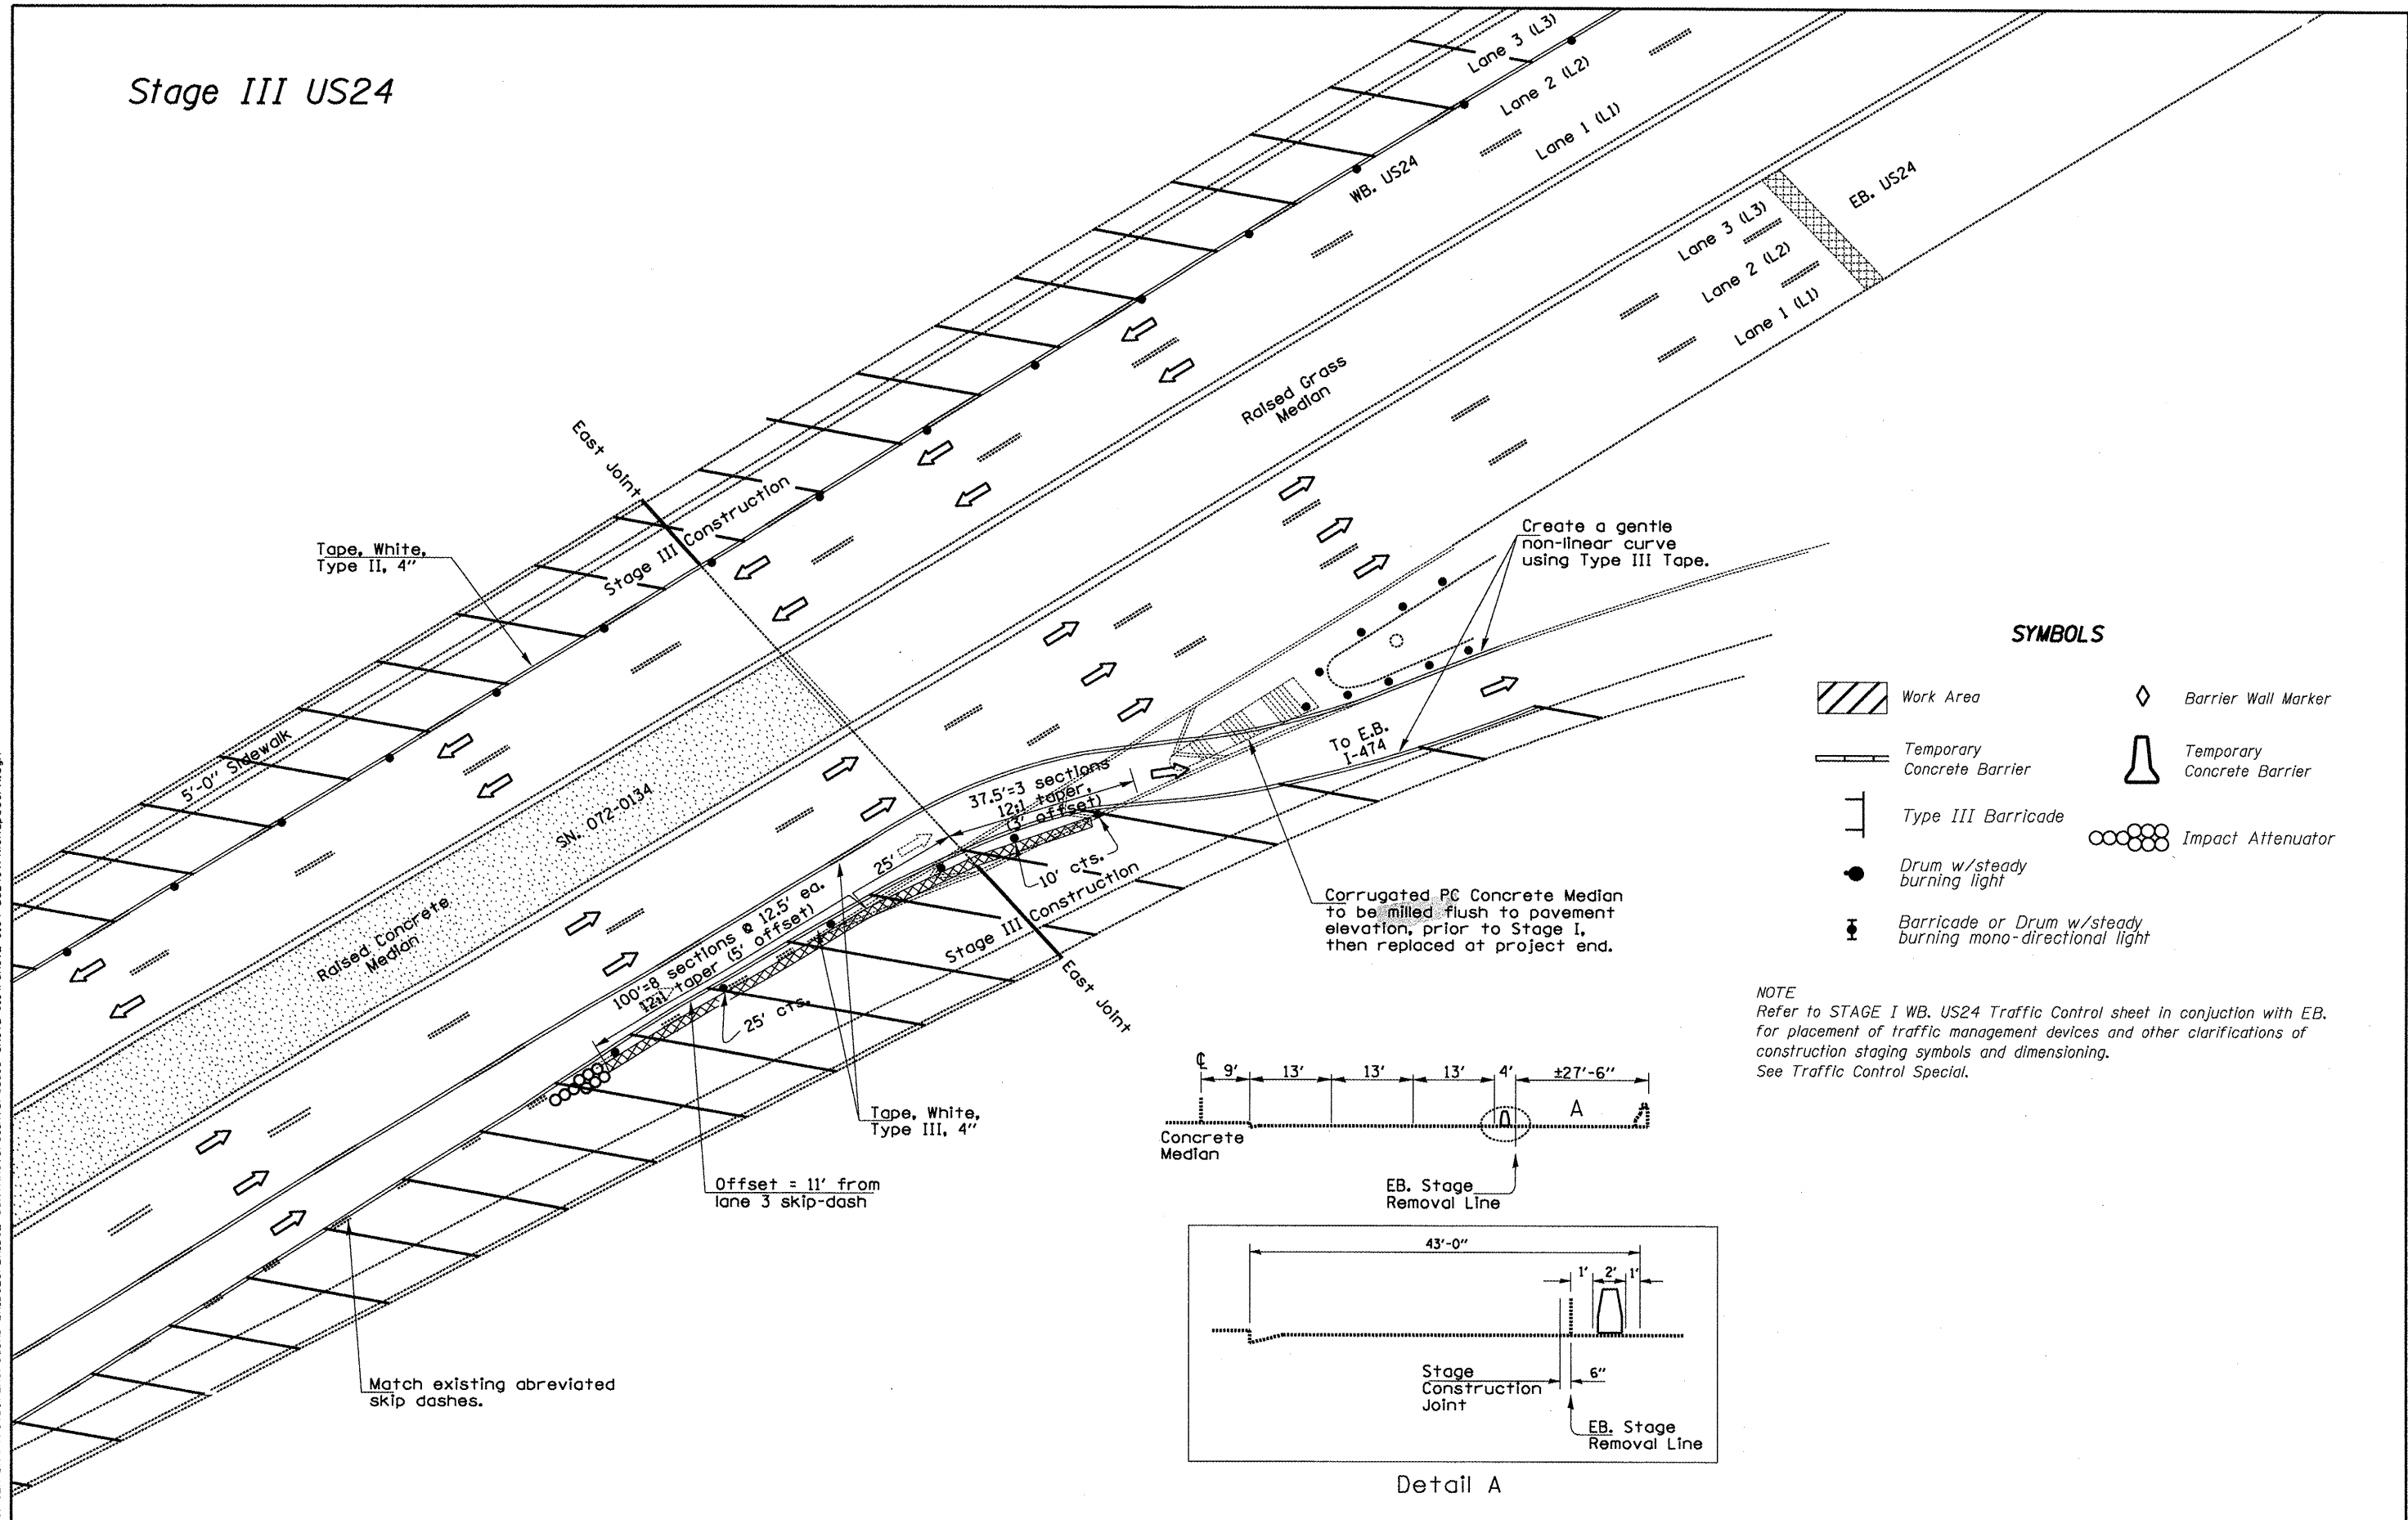 Stage III US24
Lane 3 (L3)
Lane 2 (L2)
Lane 1 (L1)
WB. US24
EB. US24
Lane 3 (L3)
Lane 2 (L2)
Lane 1 (L1)
Raised Grass
Median
East Joint
Stage III Construction
Tape, White,
Type II, 4"
Create a gentle
non-linear curve
using Type III Tape.
5'-0" Sidewalk
SN. 072-0134
To E.B.
I-474
37.5'=3 sections
12:1 taper,
(3' offset)
25'
10' cts.
100'=8 sections @ 12.5' ea.
12:1 taper (5' offset)
25' cts.
Stage III Construction
East Joint
Raised Concrete
Median
Corrugated PC Concrete Median
to be milled flush to pavement
elevation, prior to Stage I,
then replaced at project end.
Tape, White,
Type III, 4"
Offset = 11' from
lane 3 skip-dash
Match existing abreviated
skip dashes.
SYMBOLS
Work Area
Barrier Wall Marker
Temporary
Concrete Barrier
Temporary
Concrete Barrier
Type III Barricade
Impact Attenuator
Drum w/steady
burning light
Barricade or Drum w/steady
burning mono-directional light
NOTE
Refer to STAGE I WB. US24 Traffic Control sheet in conjuction with EB.
for placement of traffic management devices and other clarifications of
construction staging symbols and dimensioning.
See Traffic Control Special.
℄ 9' 13' 13' 13' 4' ±27'-6"
A
Concrete
Median
EB. Stage
Removal Line
43'-0"
1' 2' 1'
Stage
Construction
Joint
6"
EB. Stage
Removal Line
Detail A